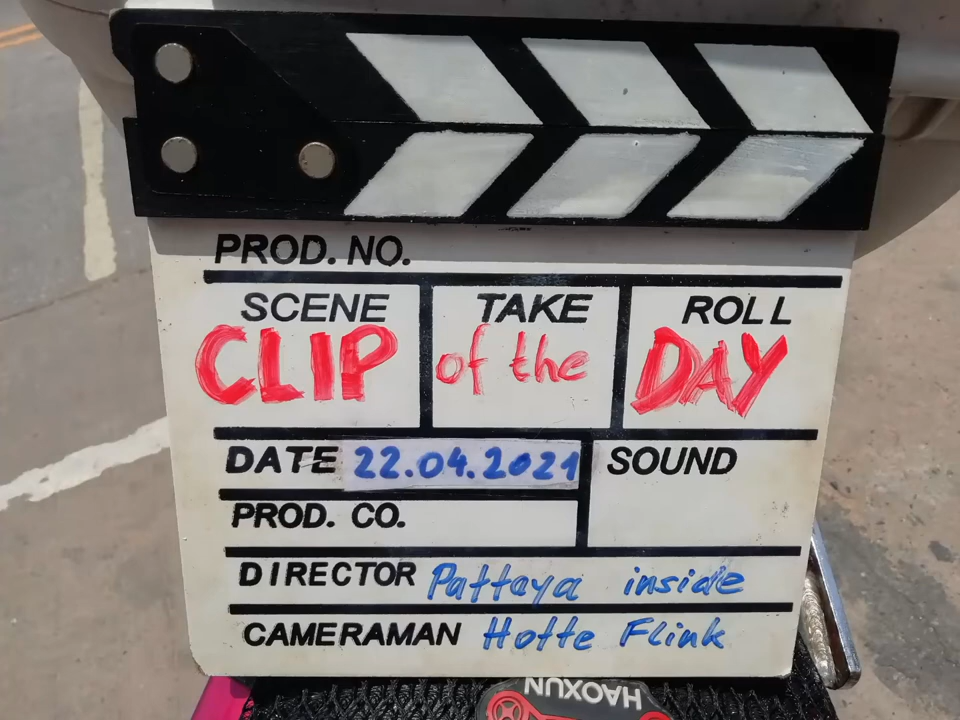 PROD. NO.
SCENE TAKE ROLL
CLIP of the DAY
DATE 22.04.2021 SOUND
PROD. CO.
DIRECTOR Pattaya inside
CAMERAMAN Hotte Flink
HAOXUN